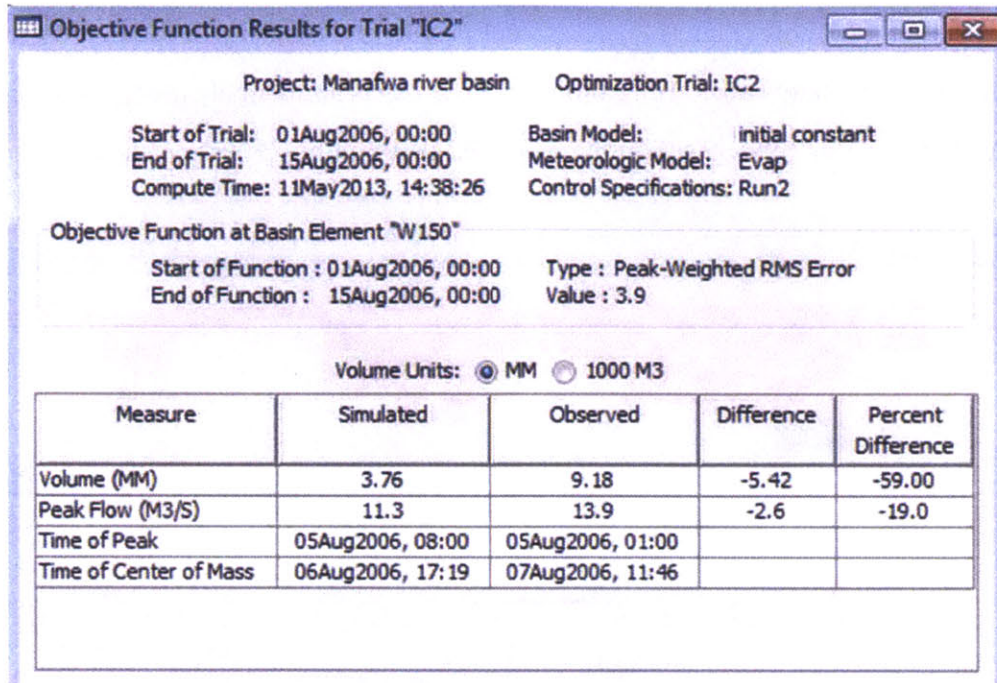 Objective Function Results for Trial "IC2"
Project: Manafwa river basin Optimization Trial: IC2
Start of Trial: 01Aug2006, 00:00 Basin Model: initial constant
End of Trial: 15Aug2006, 00:00 Meteorologic Model: Evap
Compute Time: 11May2013, 14:38:26 Control Specifications: Run2
Objective Function at Basin Element "W150"
Start of Function : 01Aug2006, 00:00 Type : Peak-Weighted RMS Error
End of Function : 15Aug2006, 00:00 Value : 3.9
Volume Units: MM 1000 M3
Measure Simulated Observed Difference Percent
Difference
Volume (MM) 3.76 9.18 -5.42 -59.00
Peak Flow (M3/S) 11.3 13.9 -2.6 -19.0
Time of Peak 05Aug2006, 08:00 05Aug2006, 01:00
Time of Center of Mass 06Aug2006, 17:19 07Aug2006, 11:46